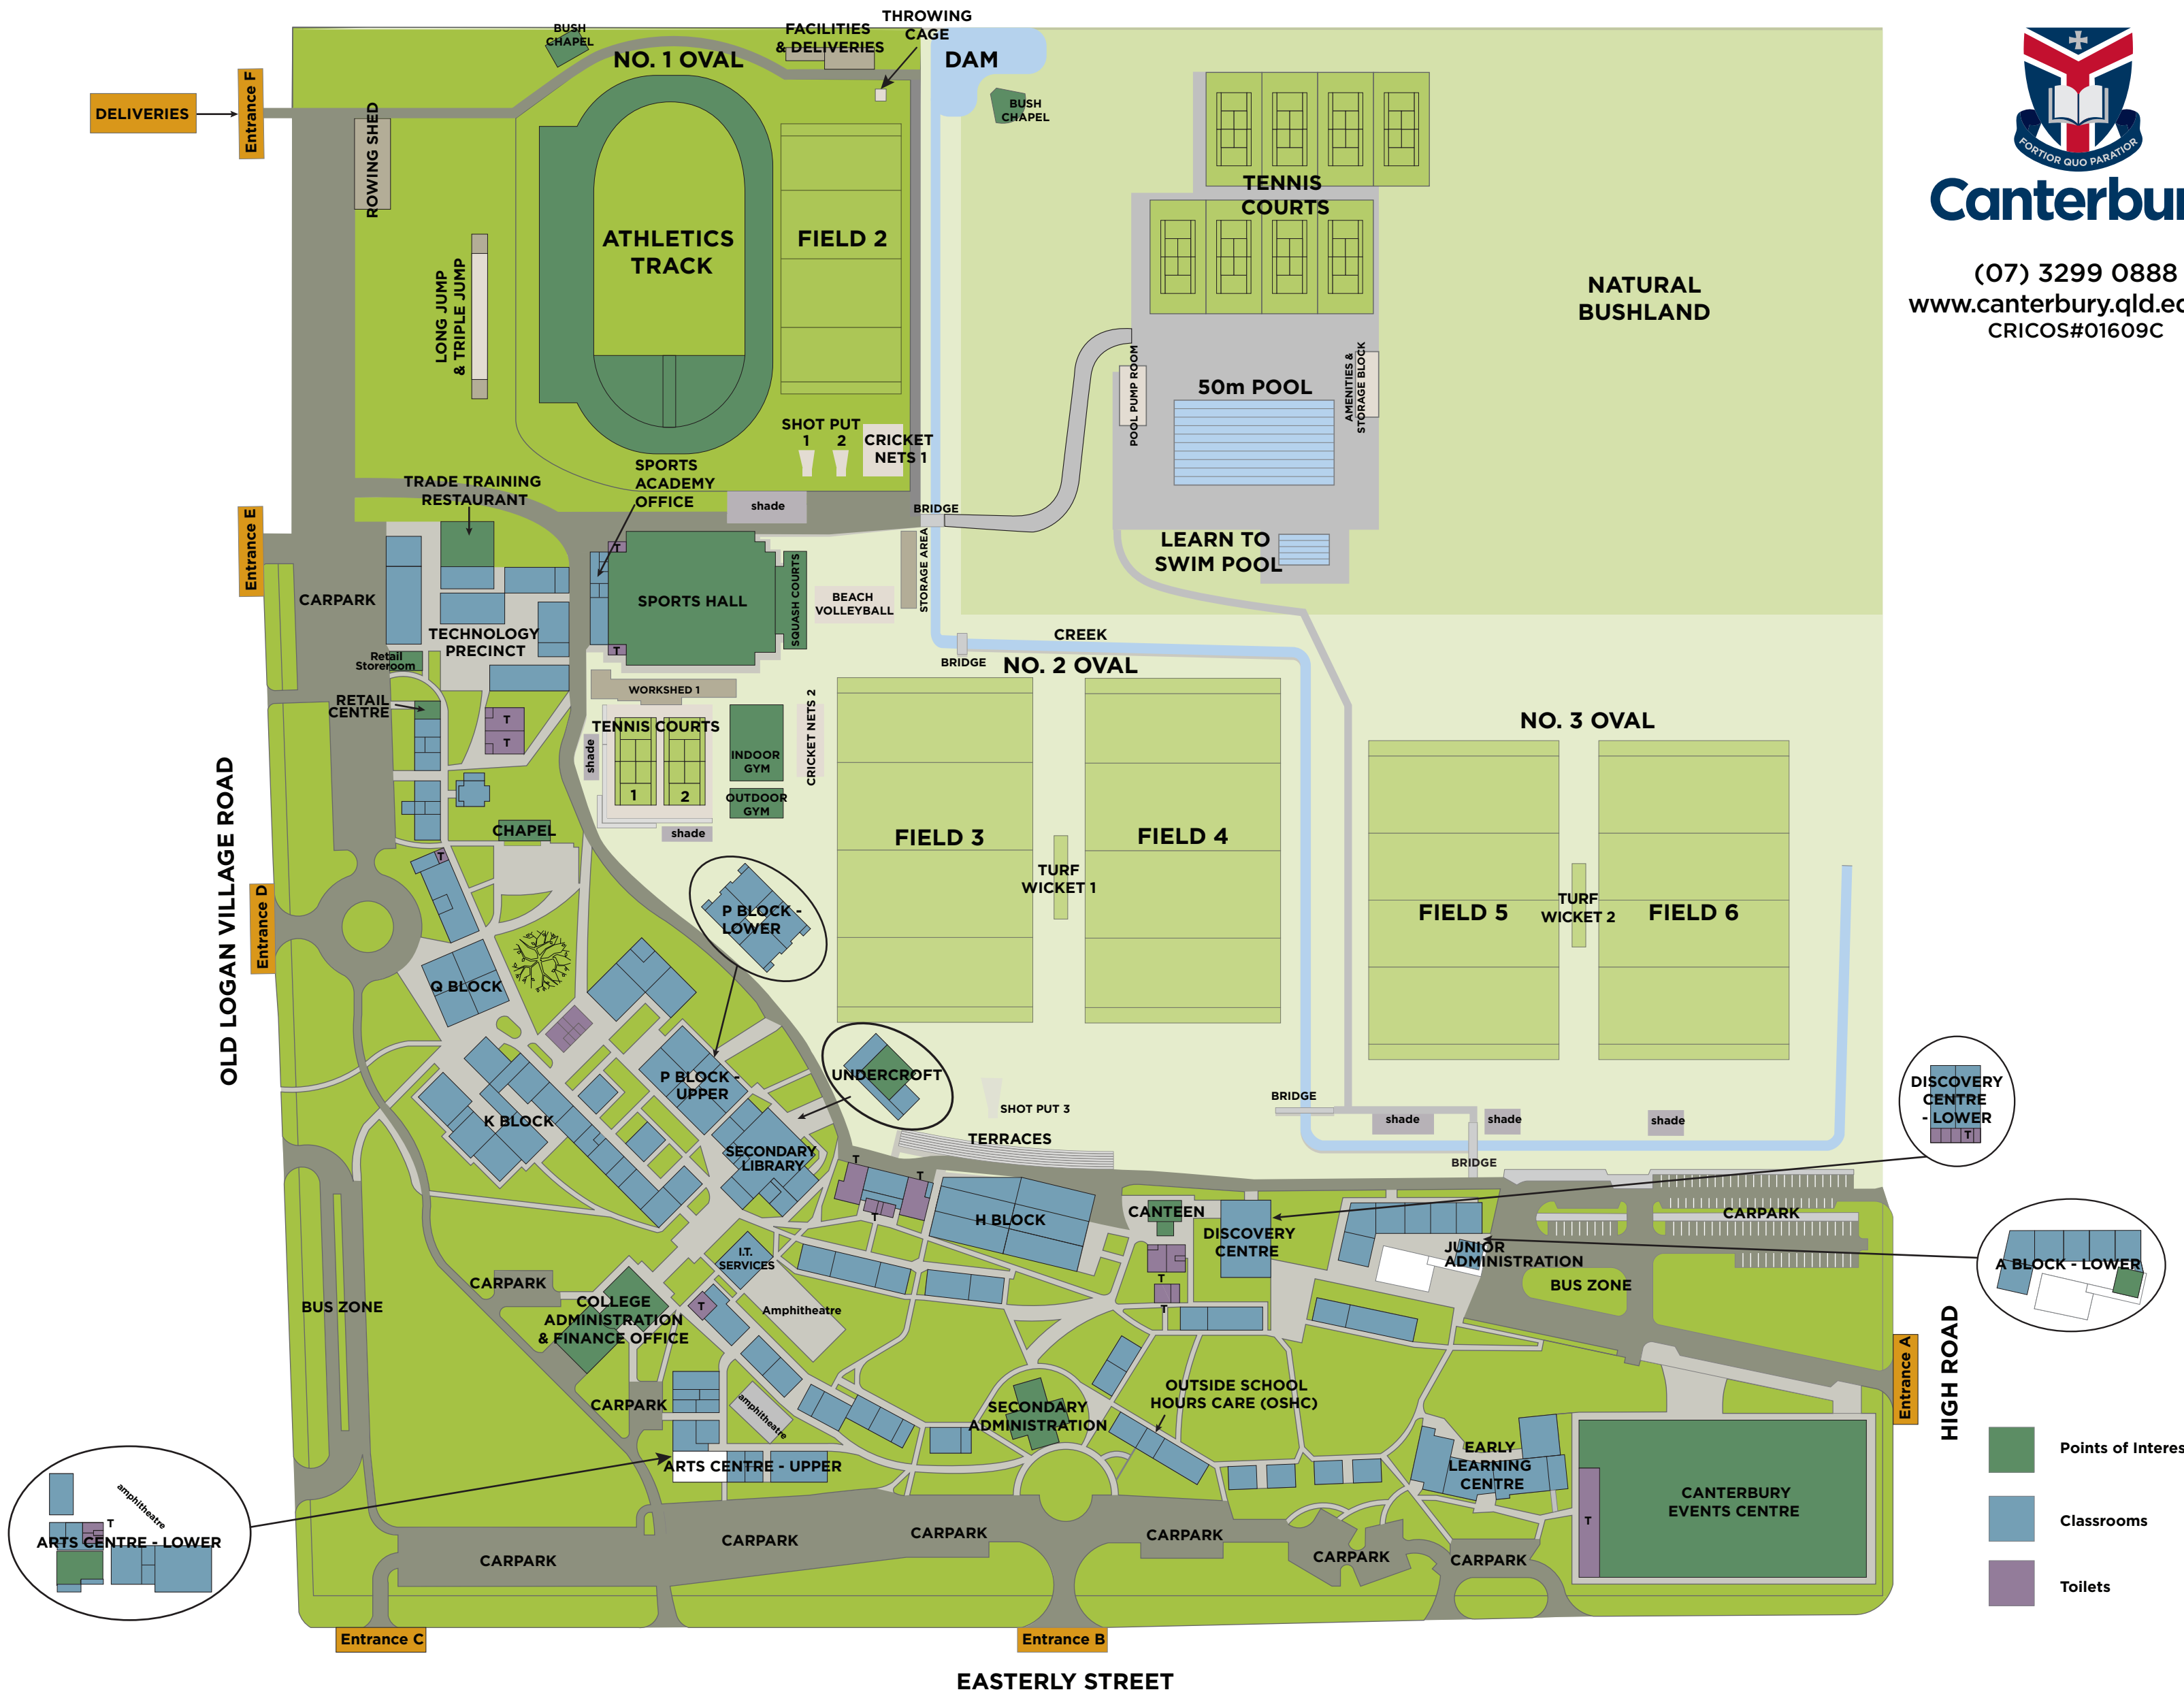 BUSH
CHAPEL
FACILITIES
& DELIVERIES
THROWING
CAGE
NO. 1 OVAL
DAM
DELIVERIES
Entrance F
ROWING SHED
BUSH
CHAPEL
FORTIOR QUO PARATIOR
Canterbur
(07) 3299 0888
www.canterbury.qld.ed
CRICOS#01609C
TENNIS
COURTS
ATHLETICS
TRACK
FIELD 2
LONG JUMP
& TRIPLE JUMP
NATURAL
BUSHLAND
POOL PUMP ROOM
50m POOL
AMENITIES &
STORAGE BLOCK
SHOT PUT
1
2
CRICKET
NETS 1
SPORTS
ACADEMY
OFFICE
TRADE TRAINING
RESTAURANT
shade
BRIDGE
Entrance E
T
LEARN TO
SWIM POOL
CARPARK
SPORTS HALL
SQUASH COURTS
BEACH
VOLLEYBALL
STORAGE AREA
TECHNOLOGY
PRECINCT
T
CREEK
BRIDGE
NO. 2 OVAL
Retail
Storeroom
WORKSHED 1
RETAIL
CENTRE
T
T
TENNIS COURTS
shade
1
2
INDOOR
GYM
OUTDOOR
GYM
CRICKET NETS 2
shade
NO. 3 OVAL
OLD LOGAN VILLAGE ROAD
CHAPEL
T
FIELD 3
FIELD 4
TURF
WICKET 1
FIELD 5
TURF
WICKET 2
FIELD 6
Entrance D
P BLOCK -
LOWER
Q BLOCK
P BLOCK -
UPPER
UNDERCROFT
K BLOCK
SECONDARY
LIBRARY
SHOT PUT 3
TERRACES
BRIDGE
shade
shade
shade
BRIDGE
DISCOVERY
CENTRE
- LOWER
T
T
T
T
H BLOCK
CANTEEN
DISCOVERY
CENTRE
T
T
JUNIOR
ADMINISTRATION
CARPARK
BUS ZONE
A BLOCK - LOWER
I.T.
SERVICES
Amphitheatre
CARPARK
BUS ZONE
COLLEGE
ADMINISTRATION
& FINANCE OFFICE
T
CARPARK
amphitheatre
SECONDARY
ADMINISTRATION
OUTSIDE SCHOOL
HOURS CARE (OSHC)
Entrance A
HIGH ROAD
ARTS CENTRE - UPPER
EARLY
LEARNING
CENTRE
CANTERBURY
EVENTS CENTRE
T
amphitheatre
T
ARTS CENTRE - LOWER
Points of Interes
Classrooms
Toilets
CARPARK
CARPARK
CARPARK
CARPARK
CARPARK
CARPARK
Entrance C
Entrance B
EASTERLY STREET